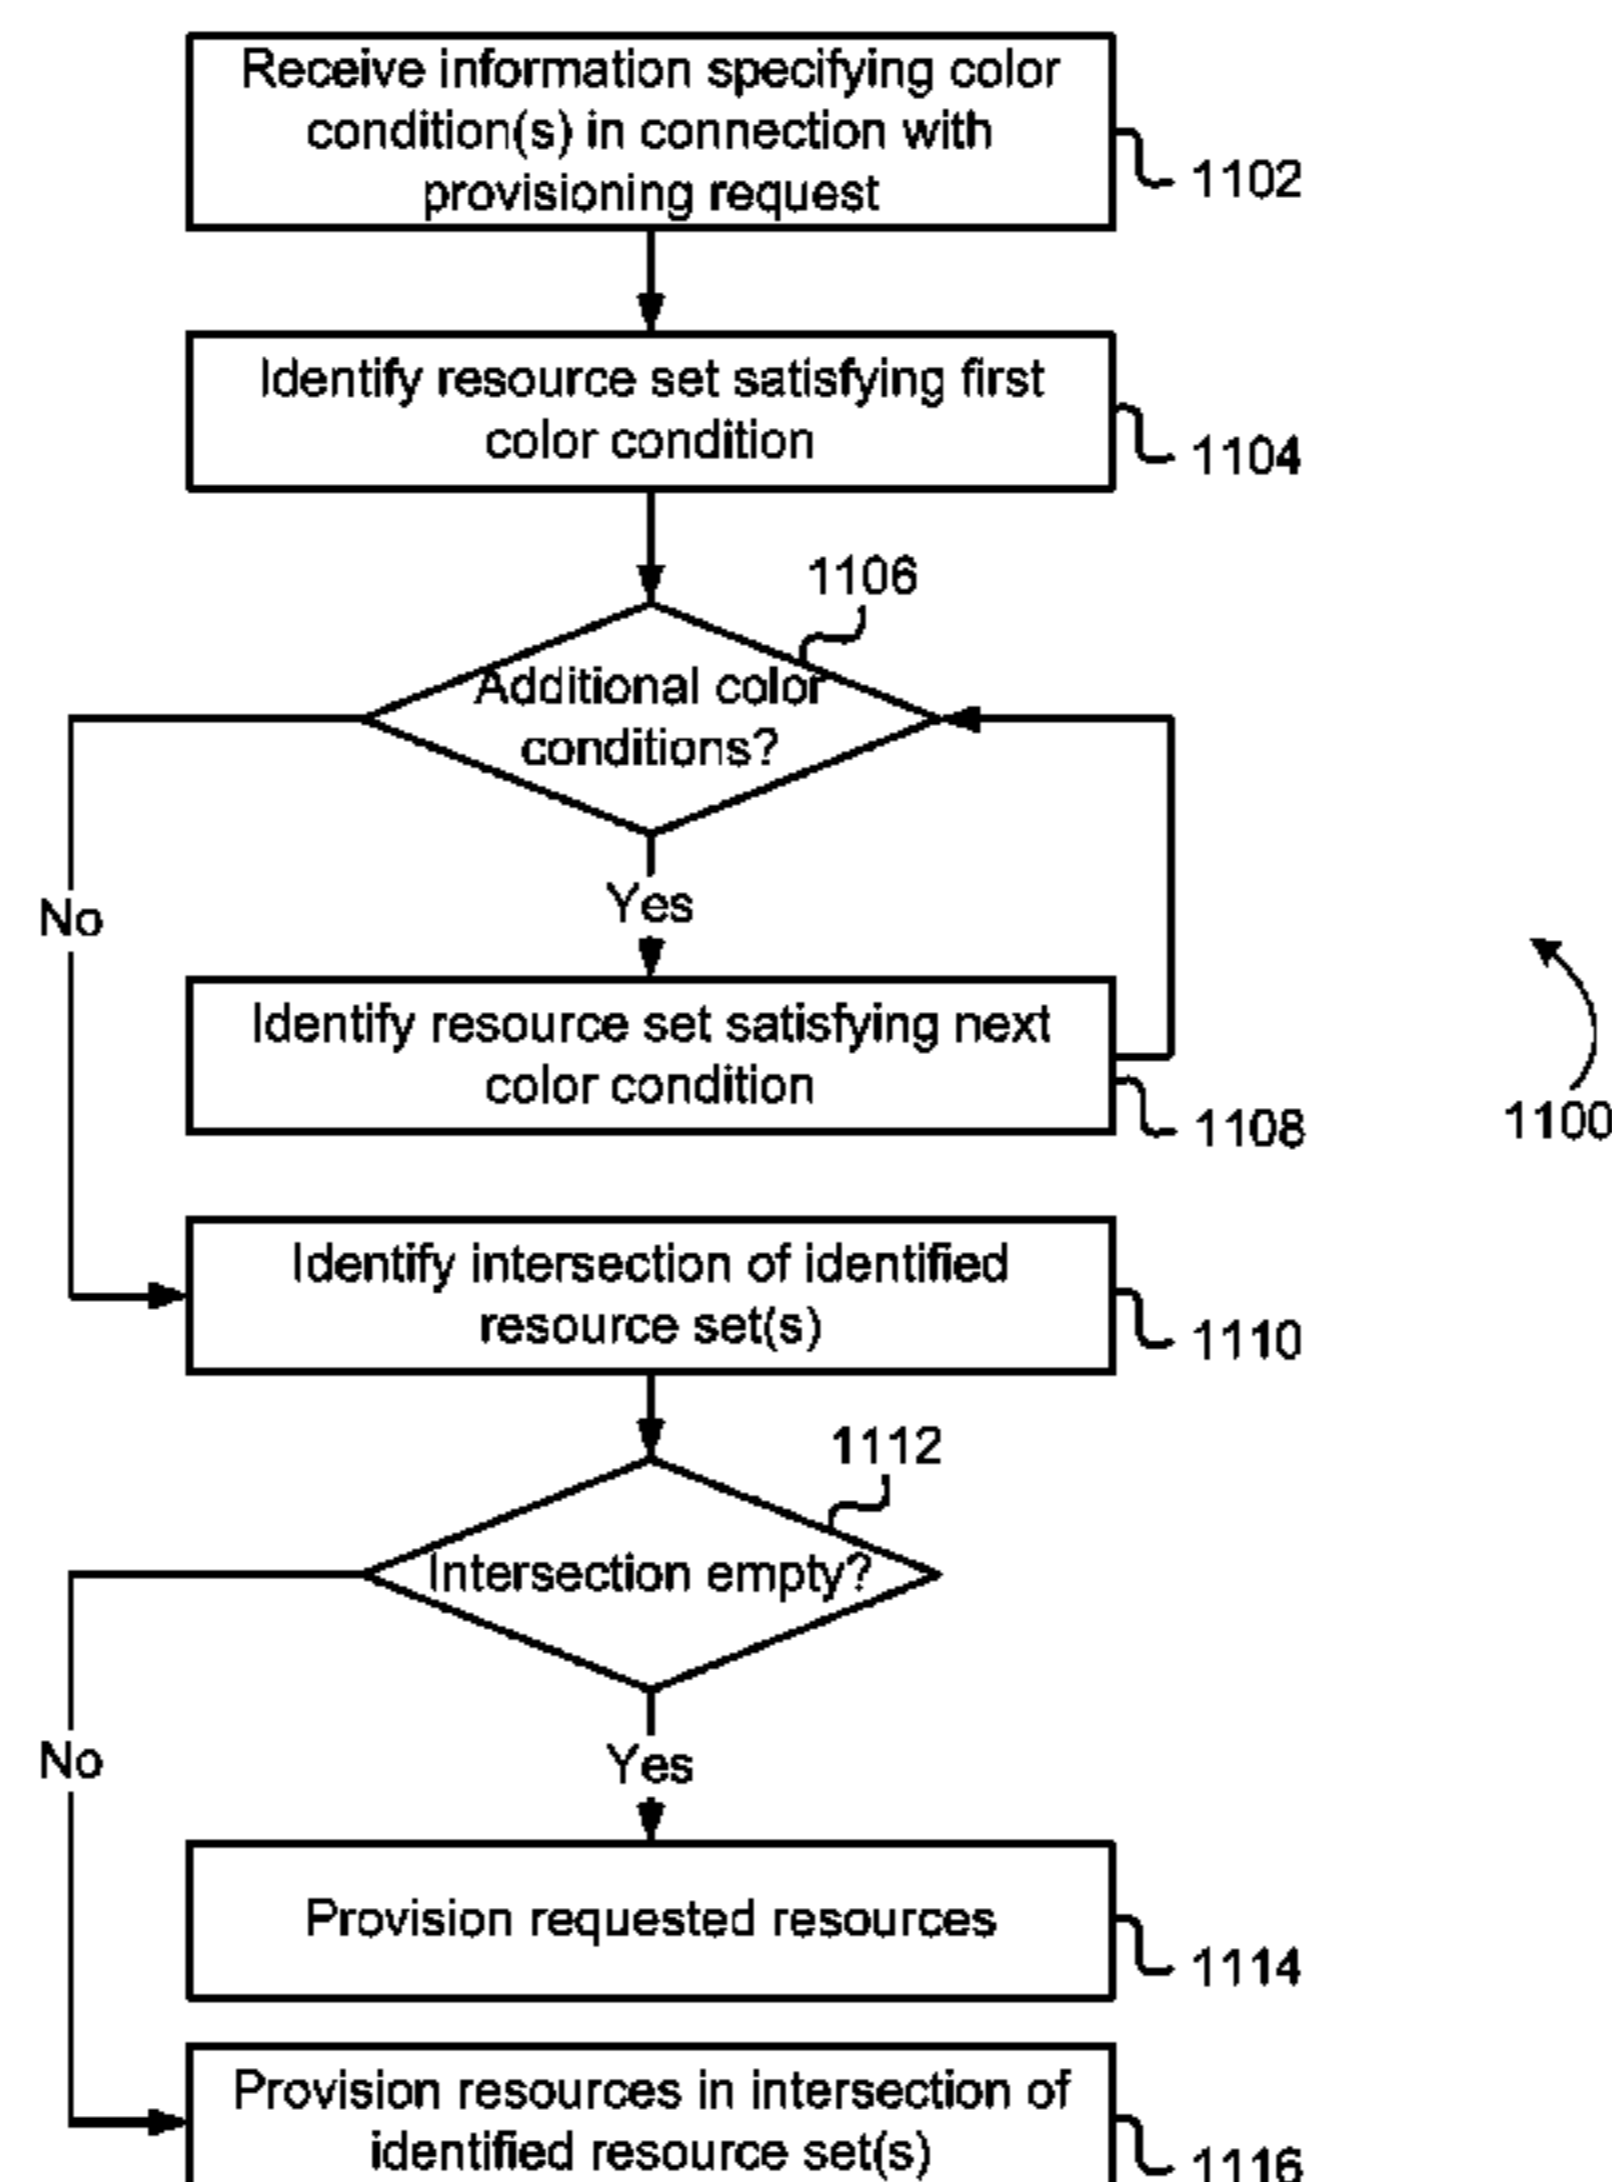 Receive information specifying color
condition(s) in connection with
provisioning request
1102
Identify resource set satisfying first
color condition
1104
1106
Additional color
conditions?
No
Yes
Identify resource set satisfying next
color condition
1108
1100
Identify intersection of identified
resource set(s)
1110
1112
Intersection empty?
No
Yes
Provision requested resources
1114
Provision resources in intersection of
identified resource set(s)
1116